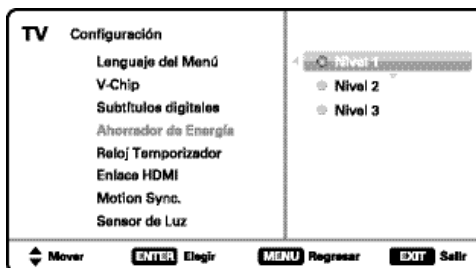 TV Configuración
Lenguaje del Menú
V-Chip
Subtítulos digitales
Ahorrador de Energía
Reloj Temporizador
Enlace HDMI
Motion Sync.
Sensor de Luz
Nivel 1
Nivel 2
Nivel 3
Mover ENTER Elegir MENU Regresar EXIT Salir